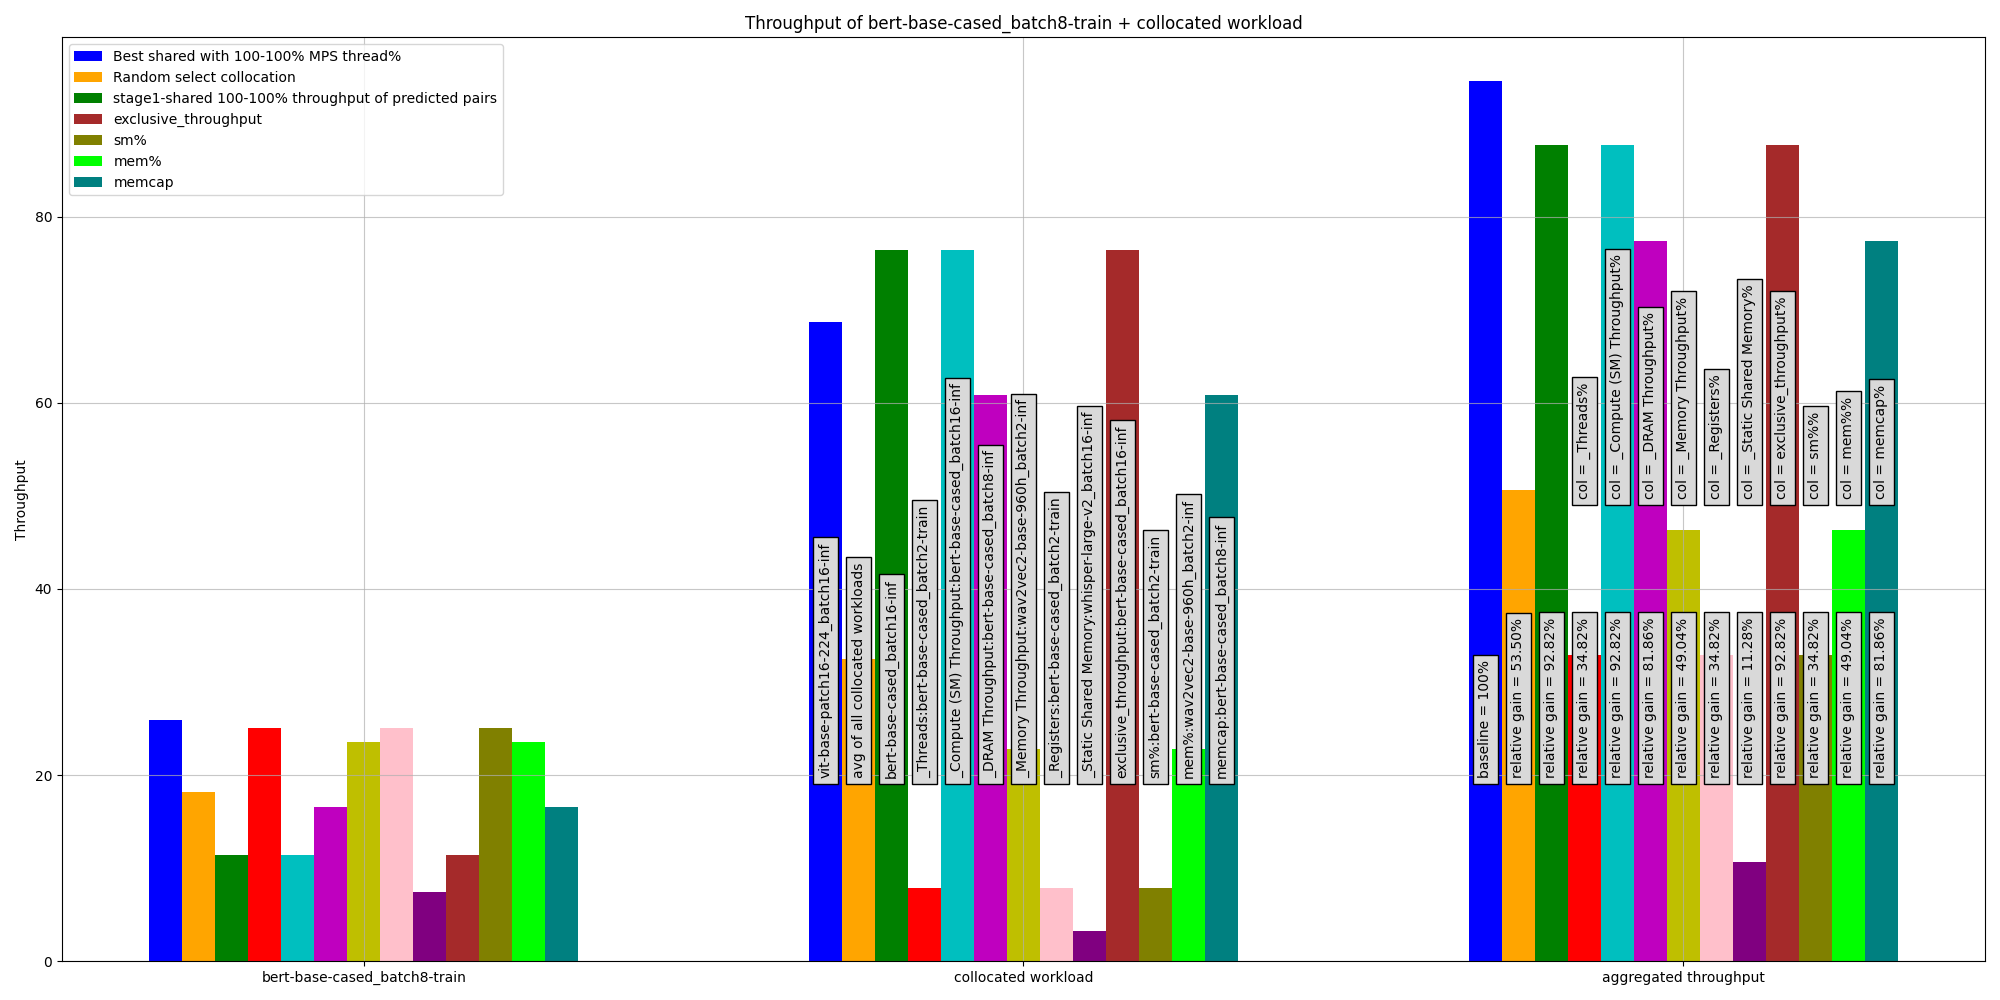 Throughput of bert-base-cased_batch8-train + collocated workload
Best shared with 100-100% MPS thread%
Random select collocation
stage1-shared 100-100% throughput of predicted pairs
exclusive_throughput
sm%
mem%
memcap
Throughput
80
60
40
20
0
vit-base-patch16-224_batch16-inf
avg of all collocated workloads
bert-base-cased_batch16-inf
_Threads:bert-base-cased_batch2-train
_Compute (SM) Throughput:bert-base-cased_batch16-inf
_DRAM Throughput:bert-base-cased_batch8-inf
_Memory Throughput:wav2vec2-base-960h_batch2-inf
_Registers:bert-base-cased_batch2-train
_Static Shared Memory:whisper-large-v2_batch16-inf
exclusive_throughput:bert-base-cased_batch16-inf
sm%:bert-base-cased_batch2-train
mem%:wav2vec2-base-960h_batch2-inf
memcap:bert-base-cased_batch8-inf
col = _Threads%
col = _Compute (SM) Throughput%
col = _DRAM Throughput%
col = _Memory Throughput%
col = _Registers%
col = _Static Shared Memory%
col = exclusive_throughput%
col = sm%%
col = mem%%
col = memcap%
baseline = 100%
relative gain = 53.50%
relative gain = 92.82%
relative gain = 34.82%
relative gain = 92.82%
relative gain = 81.86%
relative gain = 49.04%
relative gain = 34.82%
relative gain = 11.28%
relative gain = 92.82%
relative gain = 34.82%
relative gain = 49.04%
relative gain = 81.86%
bert-base-cased_batch8-train
collocated workload
aggregated throughput